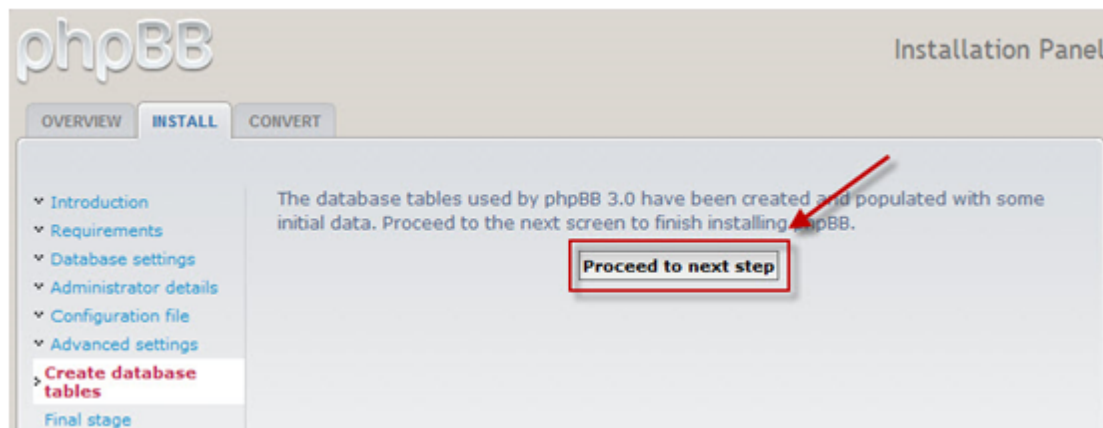 phpBB
Installation Panel
OVERVIEW INSTALL CONVERT
Introduction
Requirements
Database settings
Administrator details
Configuration file
Advanced settings
Create database
tables
Final stage
The database tables used by phpBB 3.0 have been created and populated with some
initial data. Proceed to the next screen to finish installing phpBB.
Proceed to next step